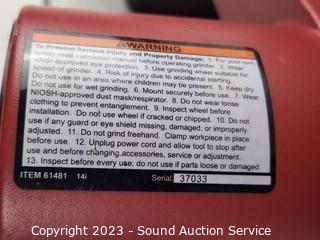 WARNING
To Prevent Serious Injury and Property Damage: 1. For your own
safety read instruction manual before operating grinder. 2. Wear
ANSI-approved eye protection. 3. Use grinding wheel suitable for
speed of grinder. 4. Risk of injury due to accidental starting.
Do not use in an area where children may be present. 5. Keep dry.
Do not use for wet grinding. 6. Mount securely before use. 7. Wear
NIOSH-approved dust mask/respirator. 8. Do not wear loose
clothing to prevent entanglement. 9. Inspect wheel before
installation. Do not use wheel if cracked or chipped. 10. Do not
use if any guard or eye shield missing, damaged, or improperly
adjusted. 11. Do not grind freehand. Clamp workpiece in place
before use. 12. Unplug power cord and allow tool to stop after
use and before changing accessories, service or adjustment.
13. Inspect before every use; do not use if parts loose or damaged.
ITEM 61481 14i Serial: 37033
Copyright 2023 - Sound Auction Service